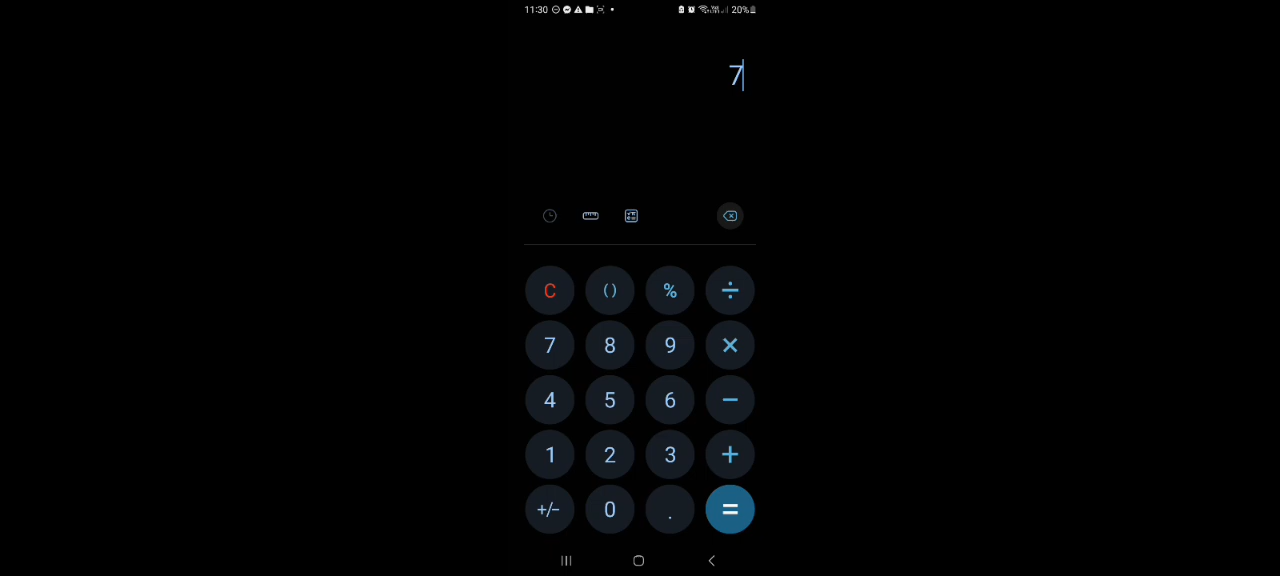 11:30 20%
7
C ( ) % ÷
7 8 9 ×
4 5 6 −
1 2 3 +
+/− 0 . =